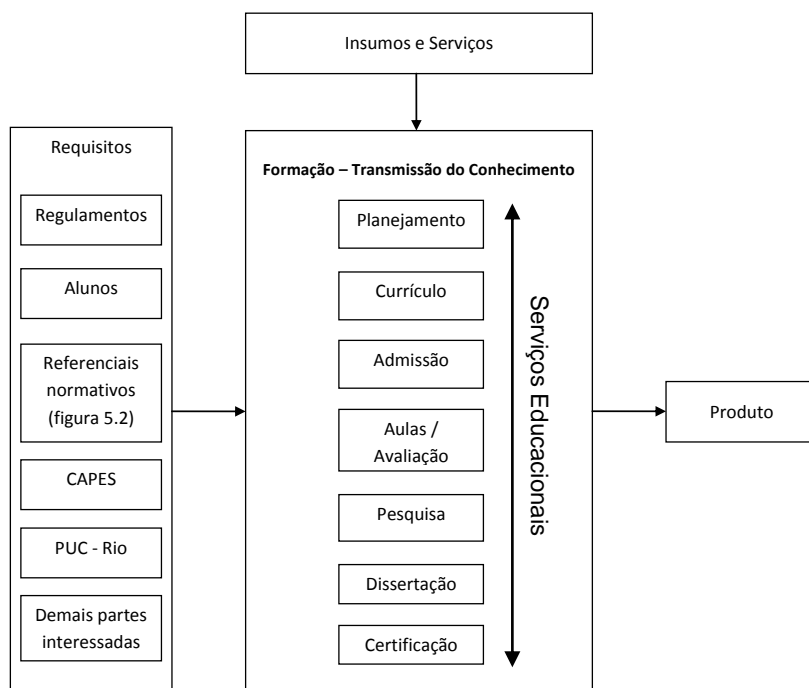 Insumos e Serviços
Requisitos
Regulamentos
Alunos
Referenciais
normativos
(figura 5.2)
CAPES
PUC - Rio
Demais partes
interessadas
Formação – Transmissão do Conhecimento
Planejamento
Currículo
Admissão
Aulas /
Avaliação
Pesquisa
Dissertação
Certificação
Serviços Educacionais
Produto